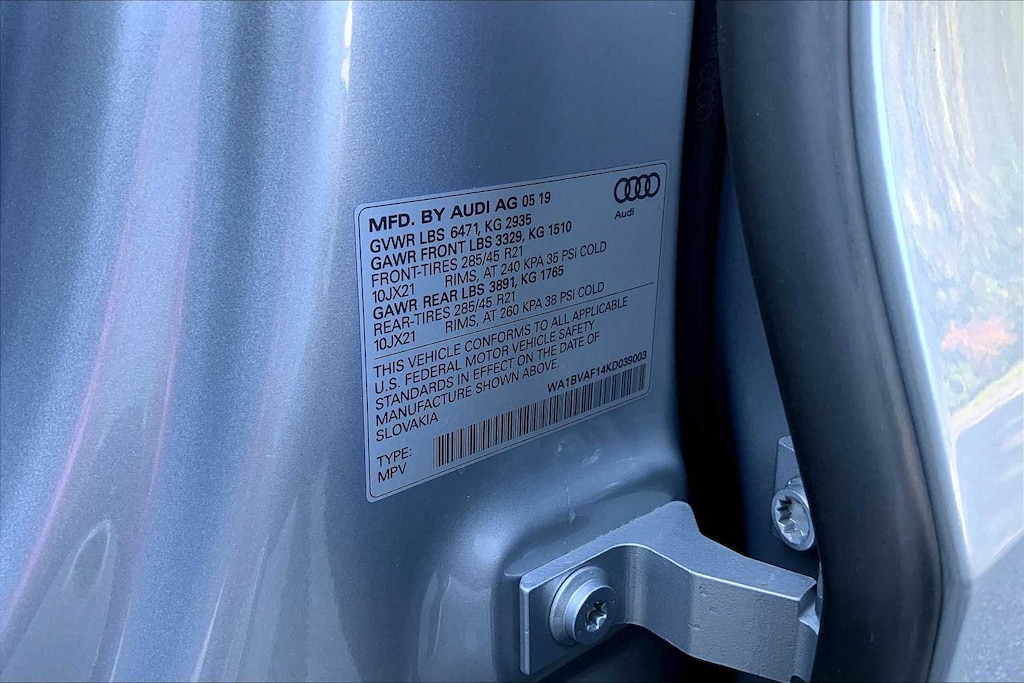 MFD. BY AUDI AG 05 19
GVWR LBS 6471, KG 2935
GAWR FRONT LBS 3329, KG 1510
FRONT-TIRES 285/45 R21
10JX21 RIMS, AT 240 KPA 35 PSI COLD
GAWR REAR LBS 3891, KG 1765
REAR-TIRES 285/45 R21
10JX21 RIMS, AT 260 KPA 38 PSI COLD
THIS VEHICLE CONFORMS TO ALL APPLICABLE
U.S. FEDERAL MOTOR VEHICLE SAFETY
STANDARDS IN EFFECT ON THE DATE OF
MANUFACTURE SHOWN ABOVE.
SLOVAKIA
WA1BVAF14KD039003
TYPE:
MPV
Audi